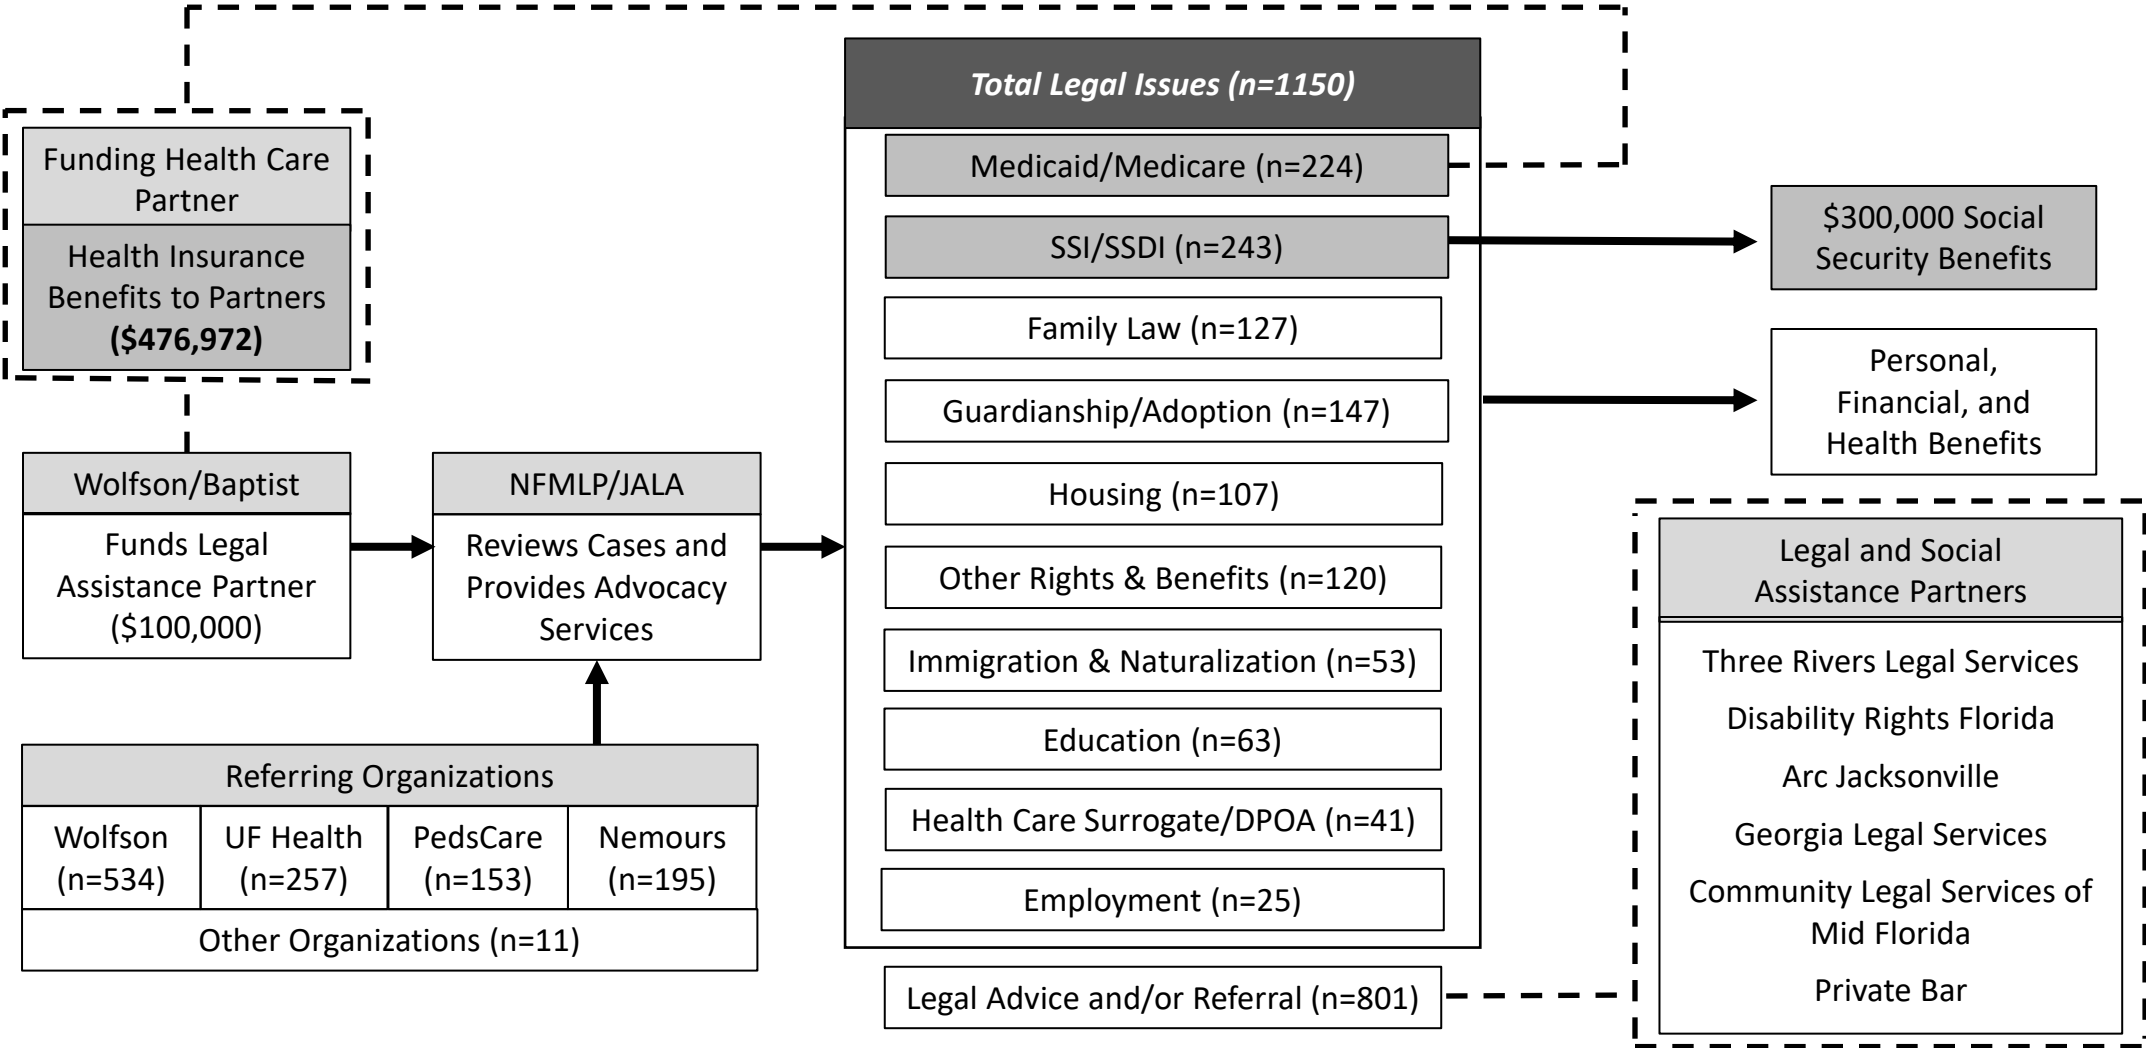 Total Legal Issues (n=1150)
Funding Health Care
Partner
Health Insurance
Benefits to Partners
($476,972)
Wolfson/Baptist
Funds Legal
Assistance Partner
($100,000)
NFMLP/JALA
Reviews Cases and
Provides Advocacy
Services
Referring Organizations
Wolfson
(n=534)
UF Health
(n=257)
PedsCare
(n=153)
Nemours
(n=195)
Other Organizations (n=11)
Medicaid/Medicare (n=224)
SSI/SSDI (n=243)
Family Law (n=127)
Guardianship/Adoption (n=147)
Housing (n=107)
Other Rights & Benefits (n=120)
Immigration & Naturalization (n=53)
Education (n=63)
Health Care Surrogate/DPOA (n=41)
Employment (n=25)
Legal Advice and/or Referral (n=801)
$300,000 Social
Security Benefits
Personal,
Financial, and
Health Benefits
Legal and Social
Assistance Partners
Three Rivers Legal Services
Disability Rights Florida
Arc Jacksonville
Georgia Legal Services
Community Legal Services of
Mid Florida
Private Bar